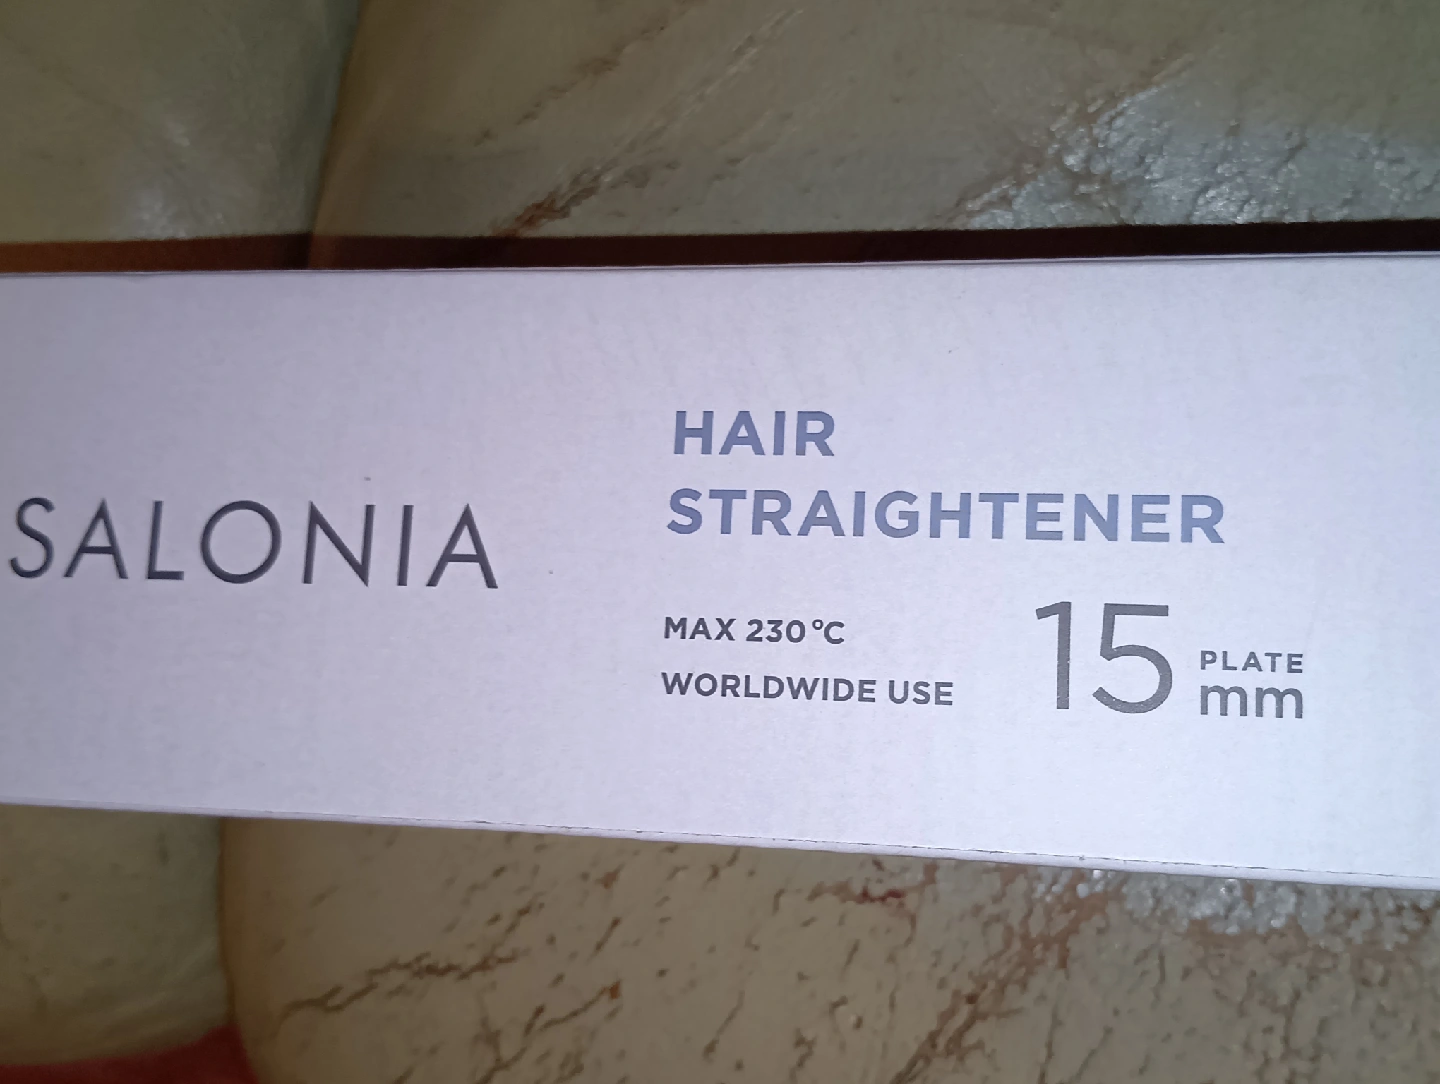 SALONIA
HAIR
STRAIGHTENER
MAX 230°C
WORLDWIDE USE
15 PLATE
mm